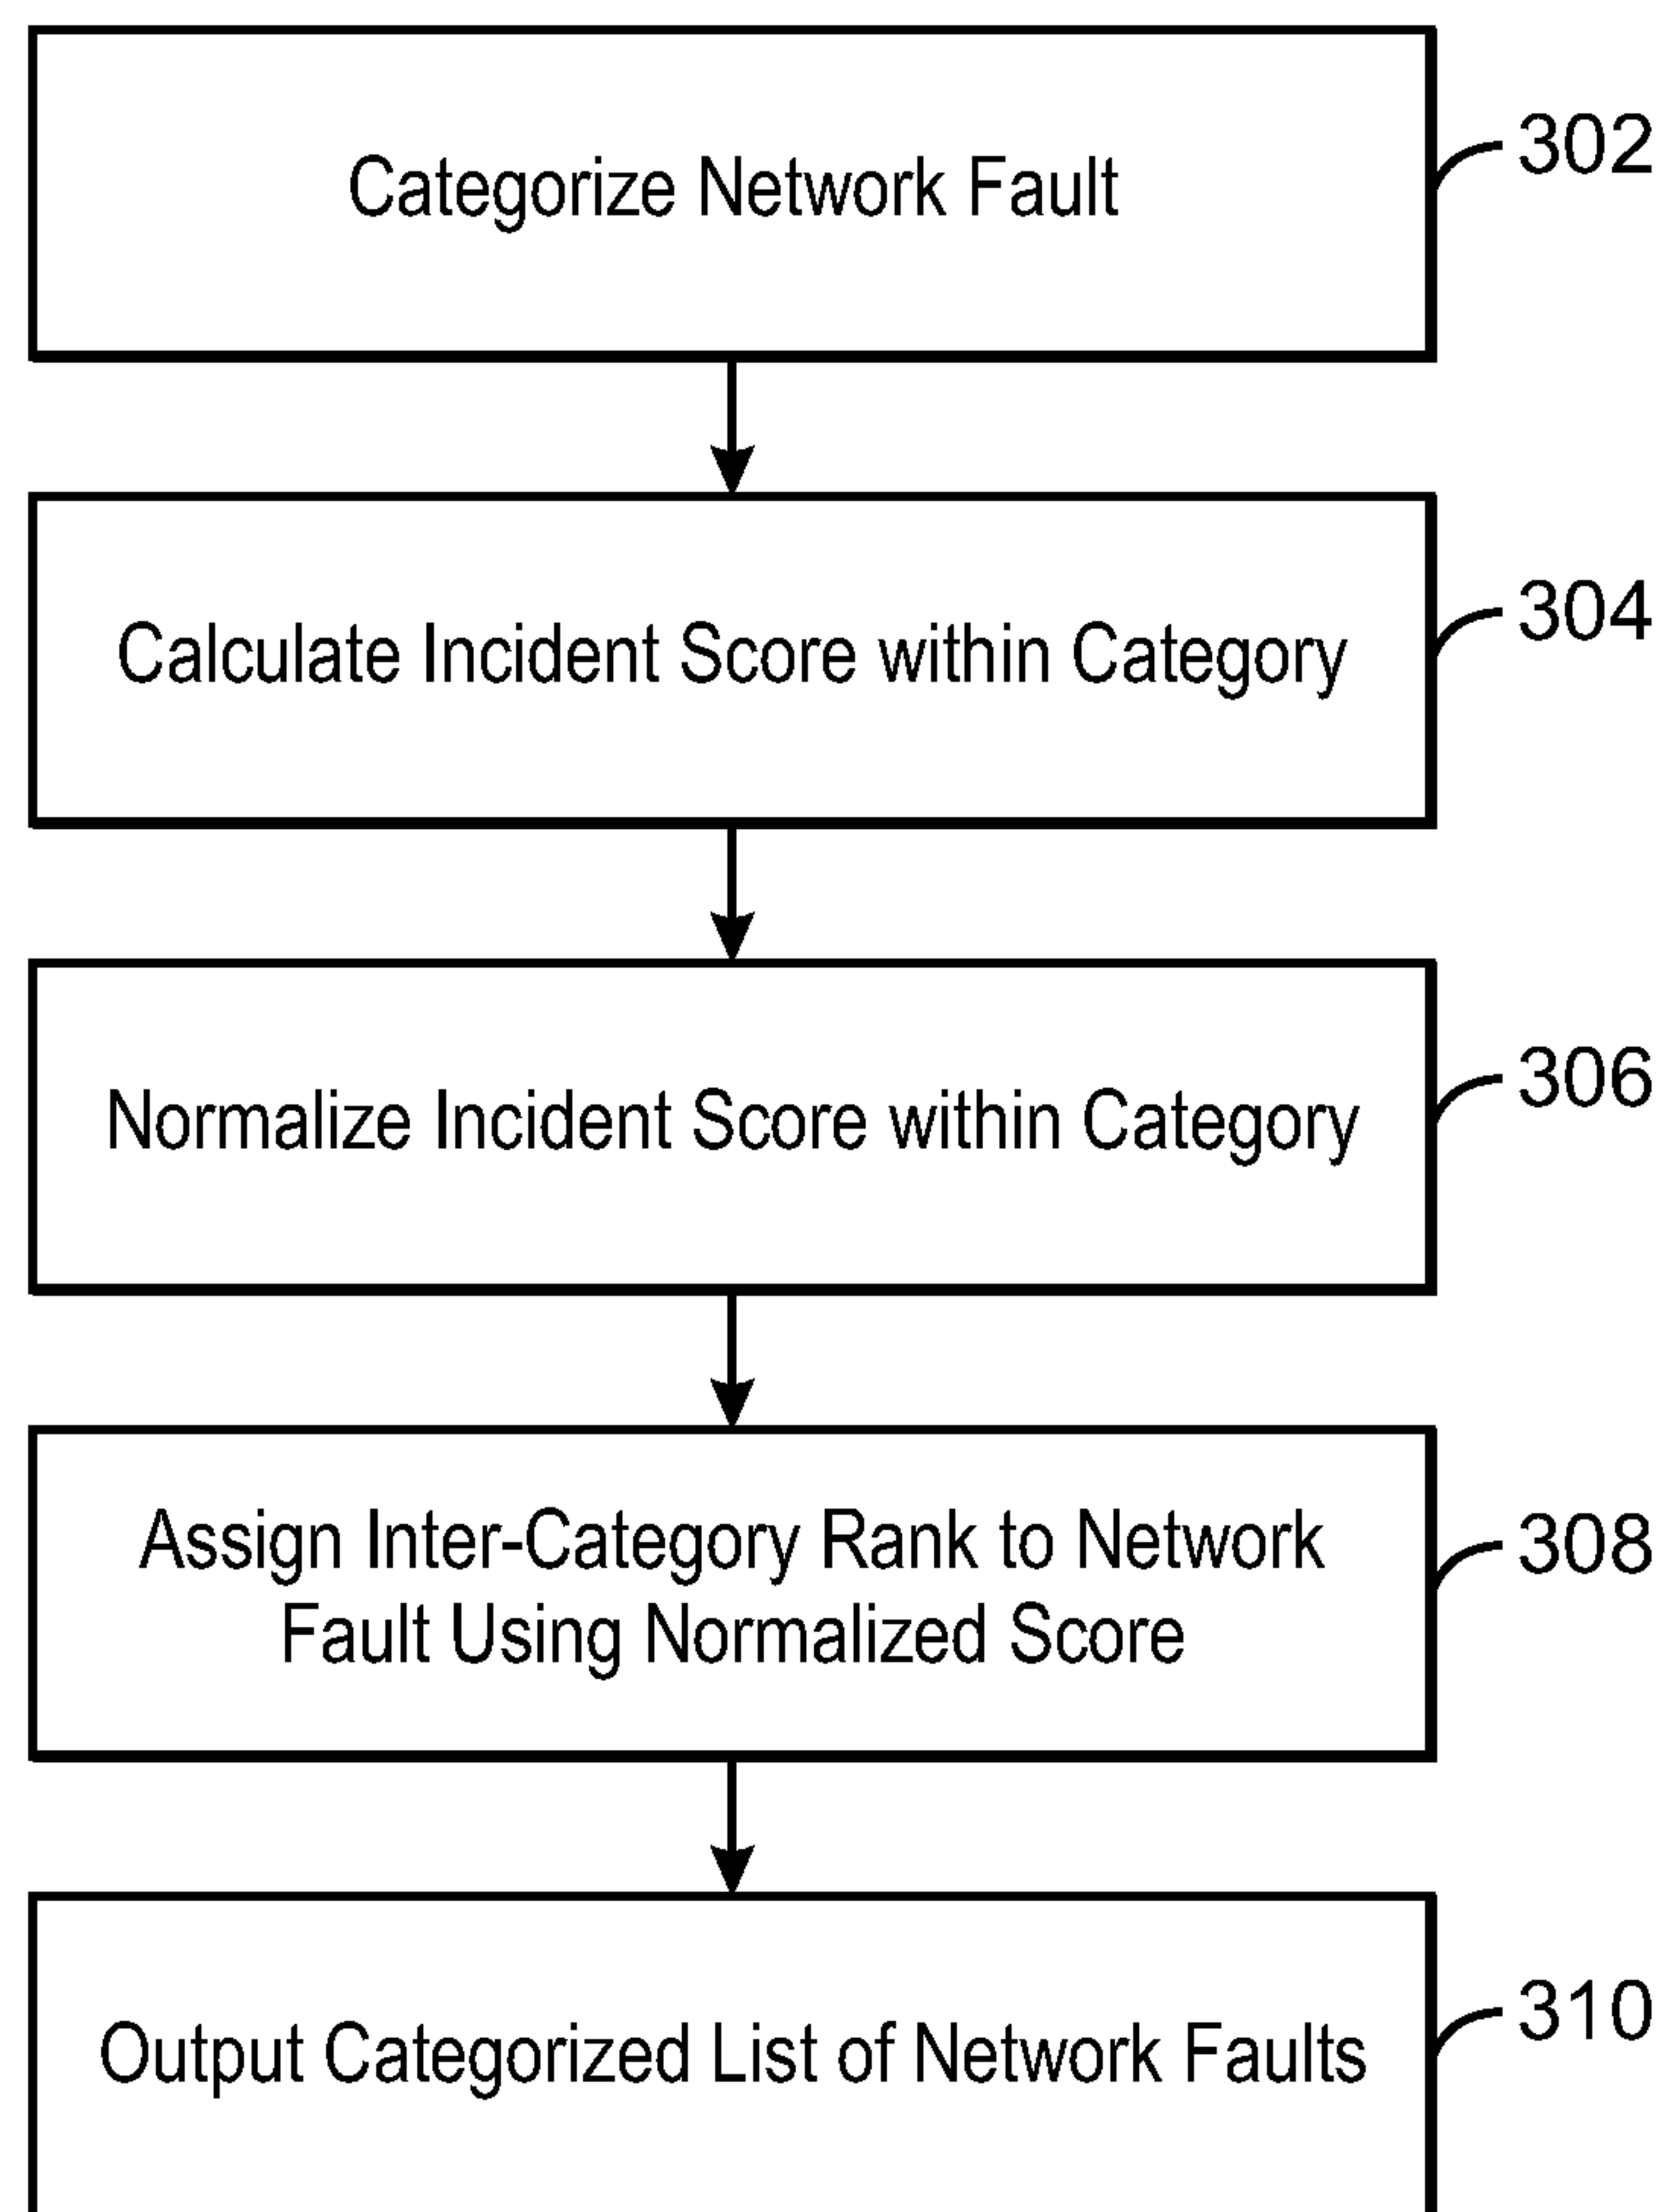 Categorize Network Fault
302
Calculate Incident Score within Category
304
Normalize Incident Score within Category
306
Assign Inter-Category Rank to Network
Fault Using Normalized Score
308
Output Categorized List of Network Faults
310